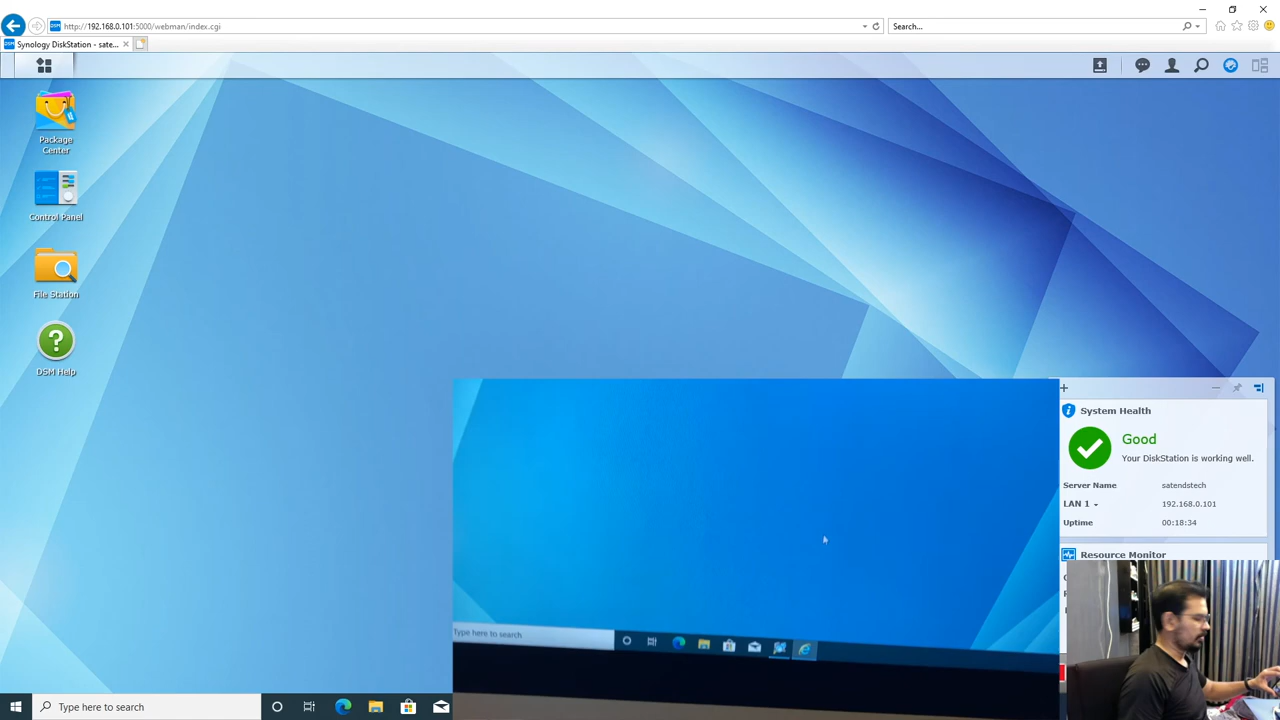 http://192.168.0.101:5000/webman/index.cgi
Search...
Synology DiskStation - sate...
Package
Center
Control Panel
File Station
DSM Help
System Health
Good
Your DiskStation is working well.
Server Name satendstech
LAN 1 192.168.0.101
Uptime 00:18:34
Resource Monitor
Type here to search
Type here to search